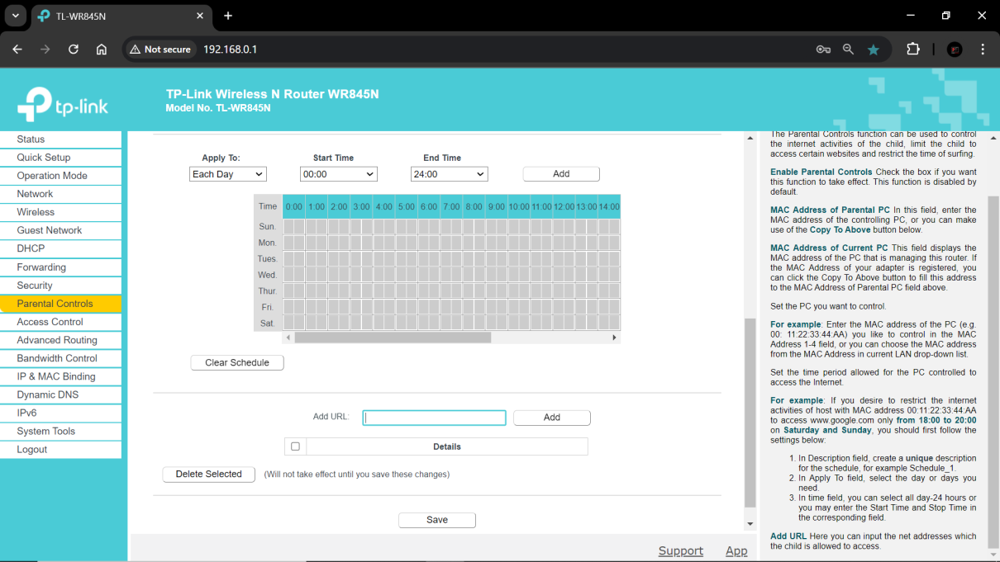 TL-WR845N
Not secure 192.168.0.1
tp-link
TP-Link Wireless N Router WR845N
Model No. TL-WR845N
Status
Quick Setup
Operation Mode
Network
Wireless
Guest Network
DHCP
Forwarding
Security
Parental Controls
Access Control
Advanced Routing
Bandwidth Control
IP & MAC Binding
Dynamic DNS
IPv6
System Tools
Logout
Apply To: Start Time End Time
Each Day 00:00 24:00 Add
Time 0:00 1:00 2:00 3:00 4:00 5:00 6:00 7:00 8:00 9:00 10:00 11:00 12:00 13:00 14:00
Sun.
Mon.
Tues.
Wed.
Thur.
Fri.
Sat.
Clear Schedule
Add URL: Add
Details
Delete Selected (Will not take effect until you save these changes)
Save
Support App
The Parental Controls function can be used to control
the internet activities of the child, limit the child to
access certain websites and restrict the time of surfing.
Enable Parental Controls Check the box if you want
this function to take effect. This function is disabled by
default.
MAC Address of Parental PC In this field, enter the
MAC address of the controlling PC, or you can make
use of the Copy To Above button below.
MAC Address of Current PC This field displays the
MAC address of the PC that is managing this router. If
the MAC Address of your adapter is registered, you
can click the Copy To Above button to fill this address
to the MAC Address of Parental PC field above.
Set the PC you want to control.
For example: Enter the MAC address of the PC (e.g.
00: 11:22:33:44:AA) you like to control in the MAC
Address 1-4 field, or you can choose the MAC address
from the MAC Address in current LAN drop-down list.
Set the time period allowed for the PC controlled to
access the Internet.
For example: If you desire to restrict the internet
activities of host with MAC address 00:11:22:33:44:AA
to access www.google.com only from 18:00 to 20:00
on Saturday and Sunday, you should first follow the
settings below:
1. In Description field, create a unique description
for the schedule, for example Schedule_1.
2. In Apply To field, select the day or days you
need.
3. In time field, you can select all day-24 hours or
you may enter the Start Time and Stop Time in
the corresponding field.
Add URL Here you can input the net addresses which
the child is allowed to access.